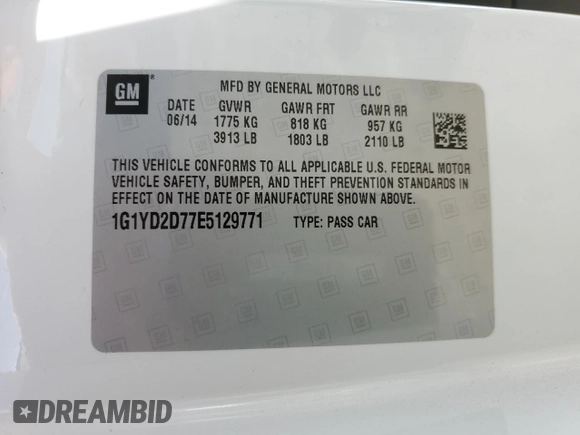 GM
MFD BY GENERAL MOTORS LLC
DATE GVWR GAWR FRT GAWR RR
06/14 1775 KG 818 KG 957 KG
3913 LB 1803 LB 2110 LB
THIS VEHICLE CONFORMS TO ALL APPLICABLE U.S. FEDERAL MOTOR
VEHICLE SAFETY, BUMPER, AND THEFT PREVENTION STANDARDS IN
EFFECT ON THE DATE OF MANUFACTURE SHOWN ABOVE.
1G1YD2D77E5129771 TYPE: PASS CAR
DREAMBID